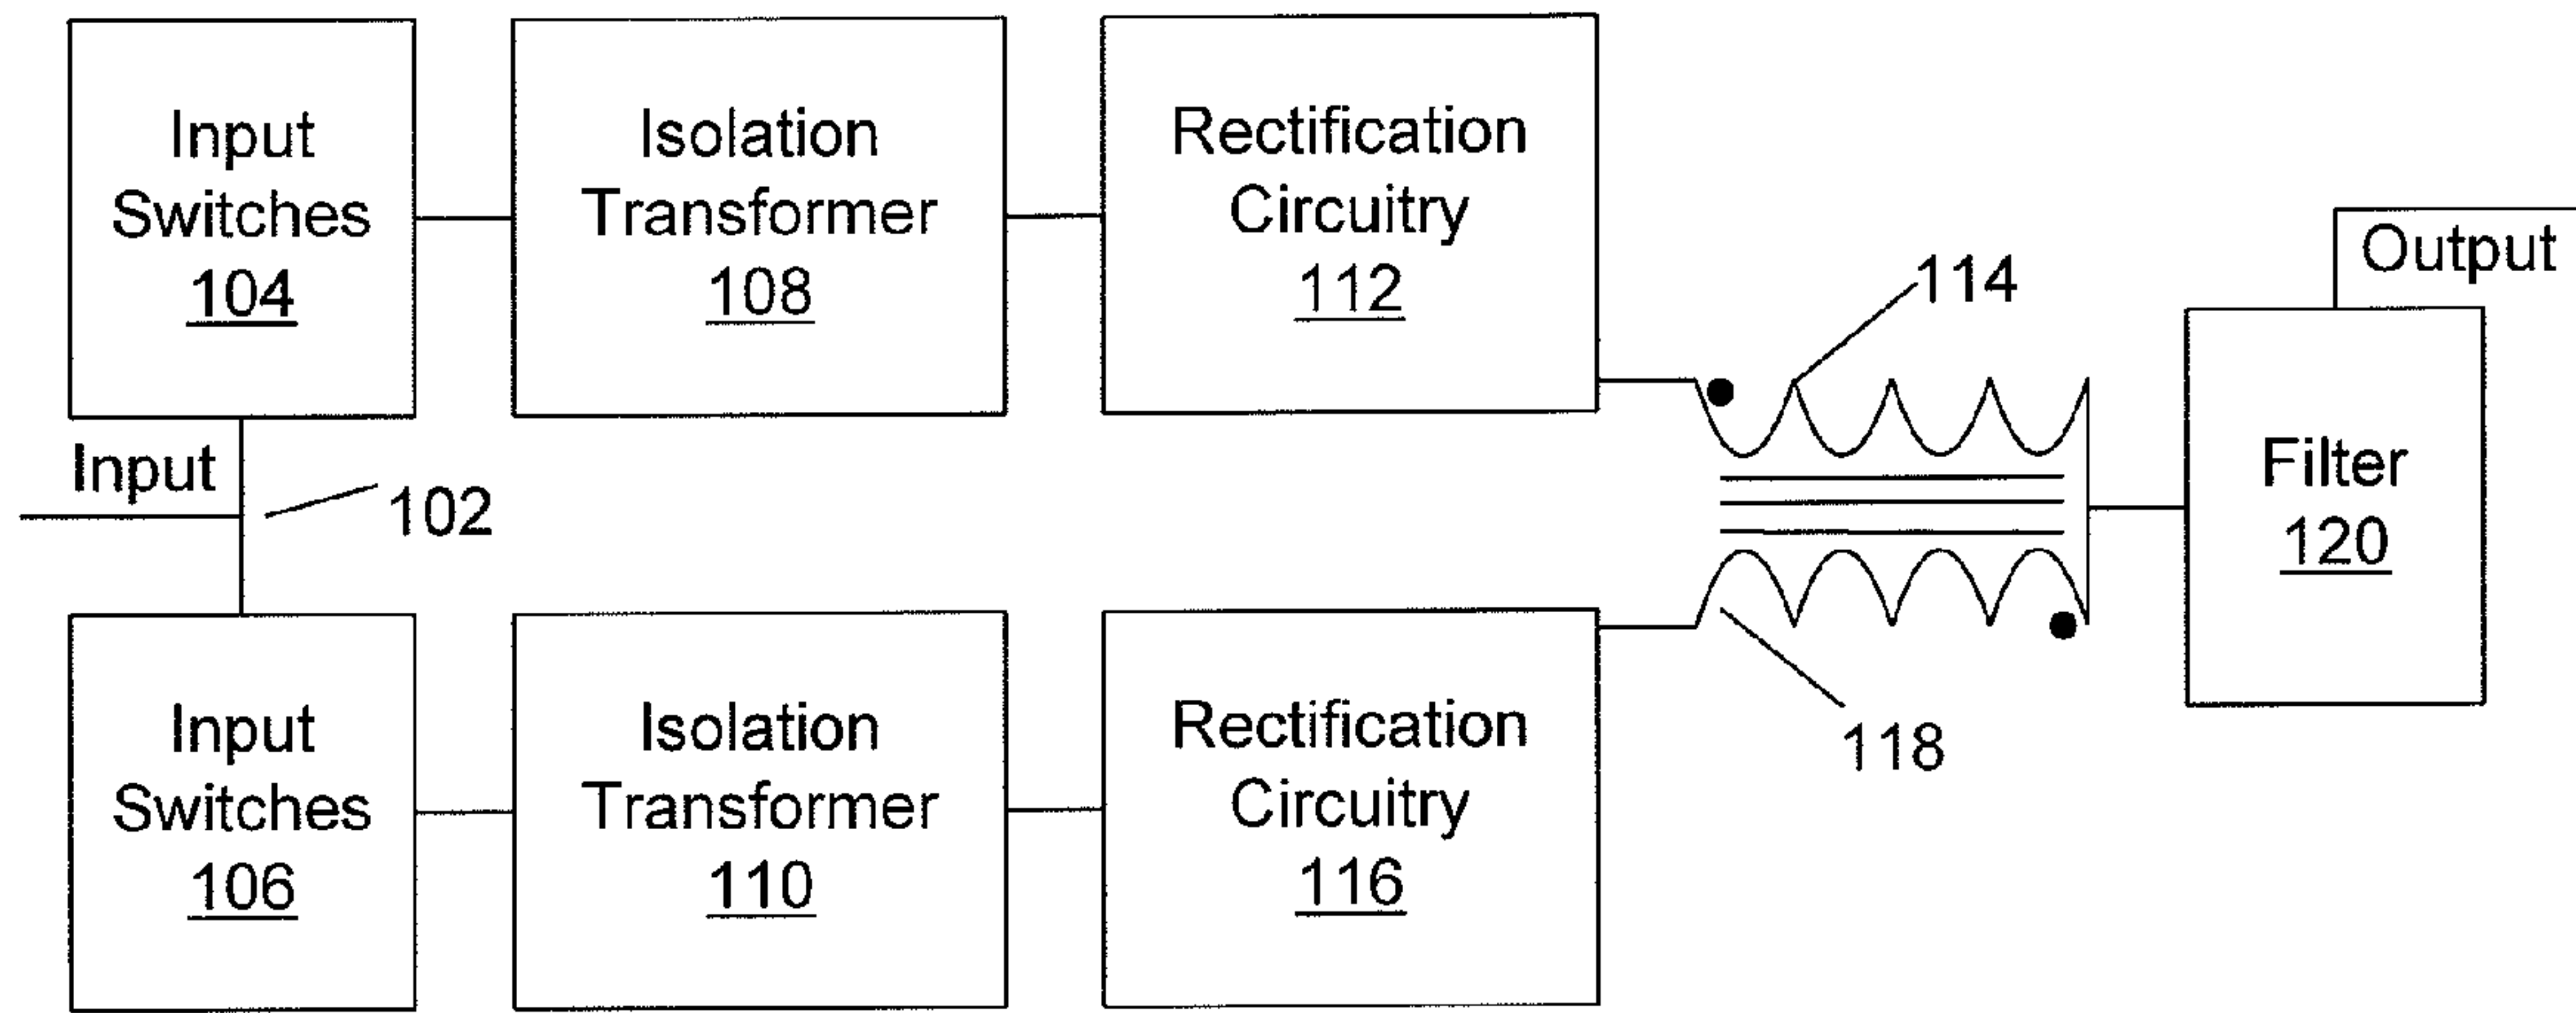 Input
Switches
104
Isolation
Transformer
108
Rectification
Circuitry
112
114
Output
Input
102
Filter
120
Input
Switches
106
Isolation
Transformer
110
Rectification
Circuitry
116
118